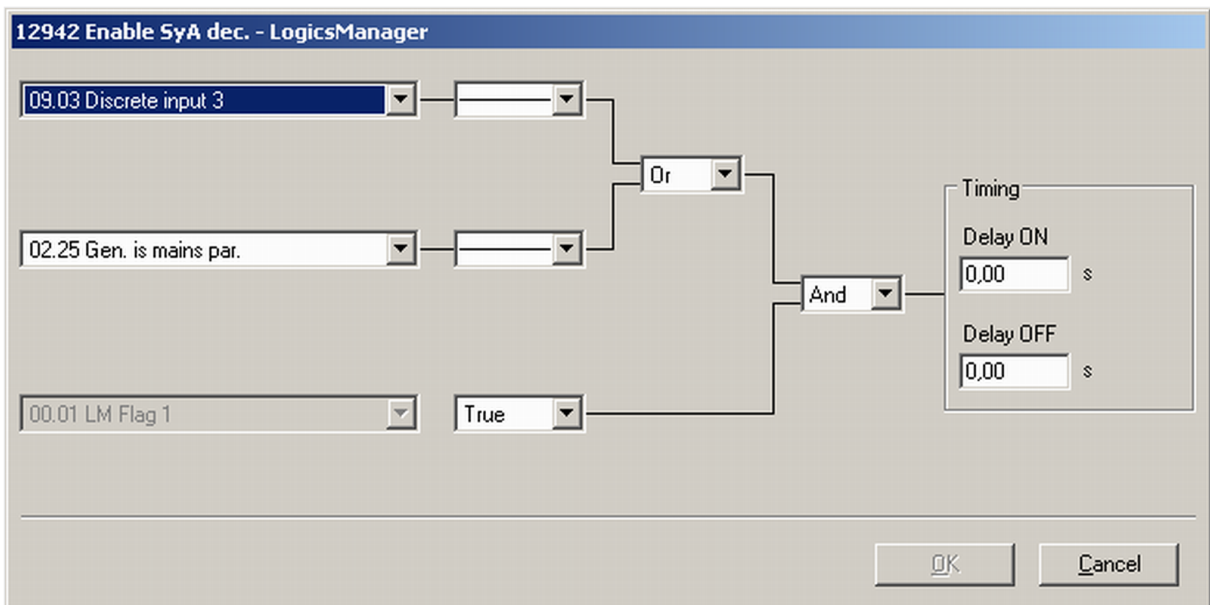 12942 Enable SyA dec. - LogicsManager
09.03 Discrete input 3
Or
Timing
Delay ON
02.25 Gen. is mains par.
0,00 s
And
Delay OFF
0,00 s
00.01 LM Flag 1 True
OK Cancel